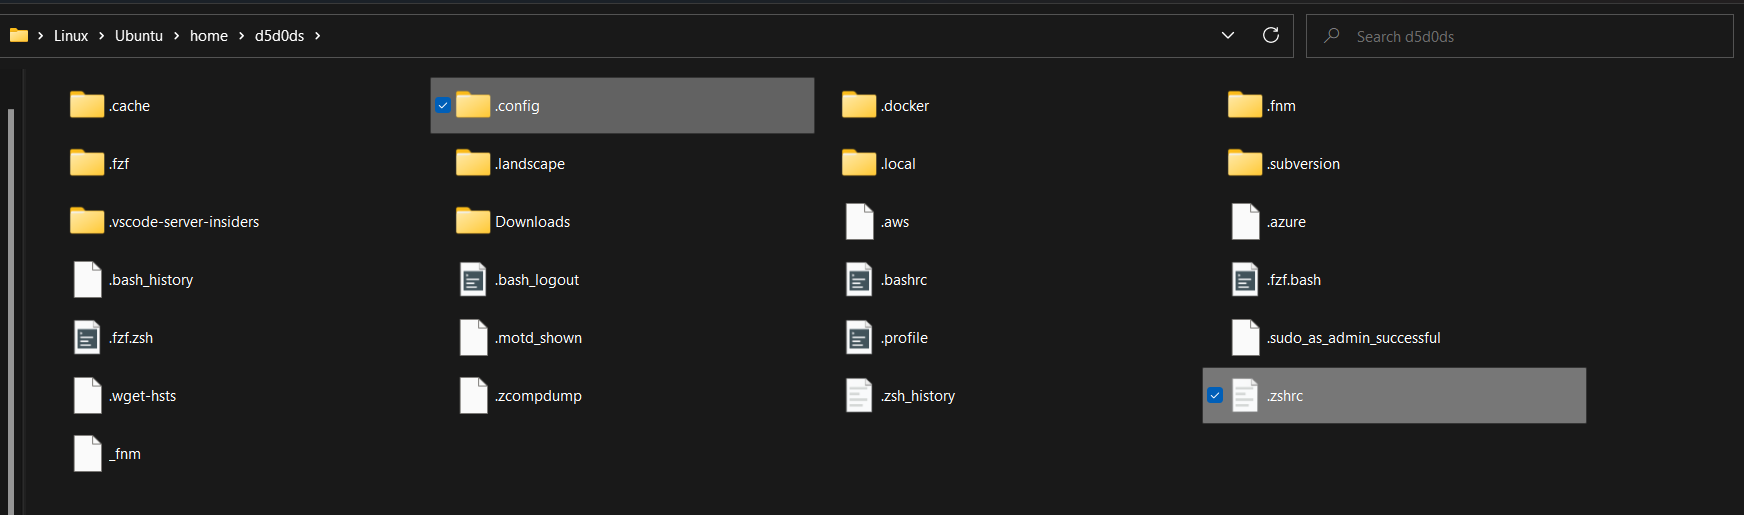 Linux > Ubuntu > home > d5d0ds >
Search d5d0ds
.cache .config .docker .fnm
.fzf .landscape .local .subversion
.vscode-server-insiders Downloads .aws .azure
.bash_history .bash_logout .bashrc .fzf.bash
.fzf.zsh .motd_shown .profile .sudo_as_admin_successful
.wget-hsts .zcompdump .zsh_history .zshrc
_fnm